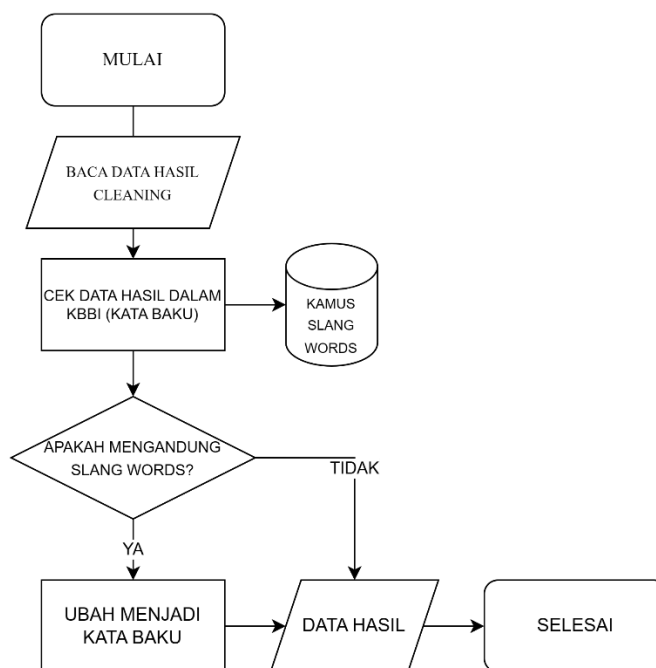 MULAI
BACA DATA HASIL
CLEANING
CEK DATA HASIL DALAM
KBBI (KATA BAKU)
KAMUS
SLANG
WORDS
APAKAH MENGANDUNG
SLANG WORDS?
TIDAK
YA
UBAH MENJADI
KATA BAKU
DATA HASIL
SELESAI